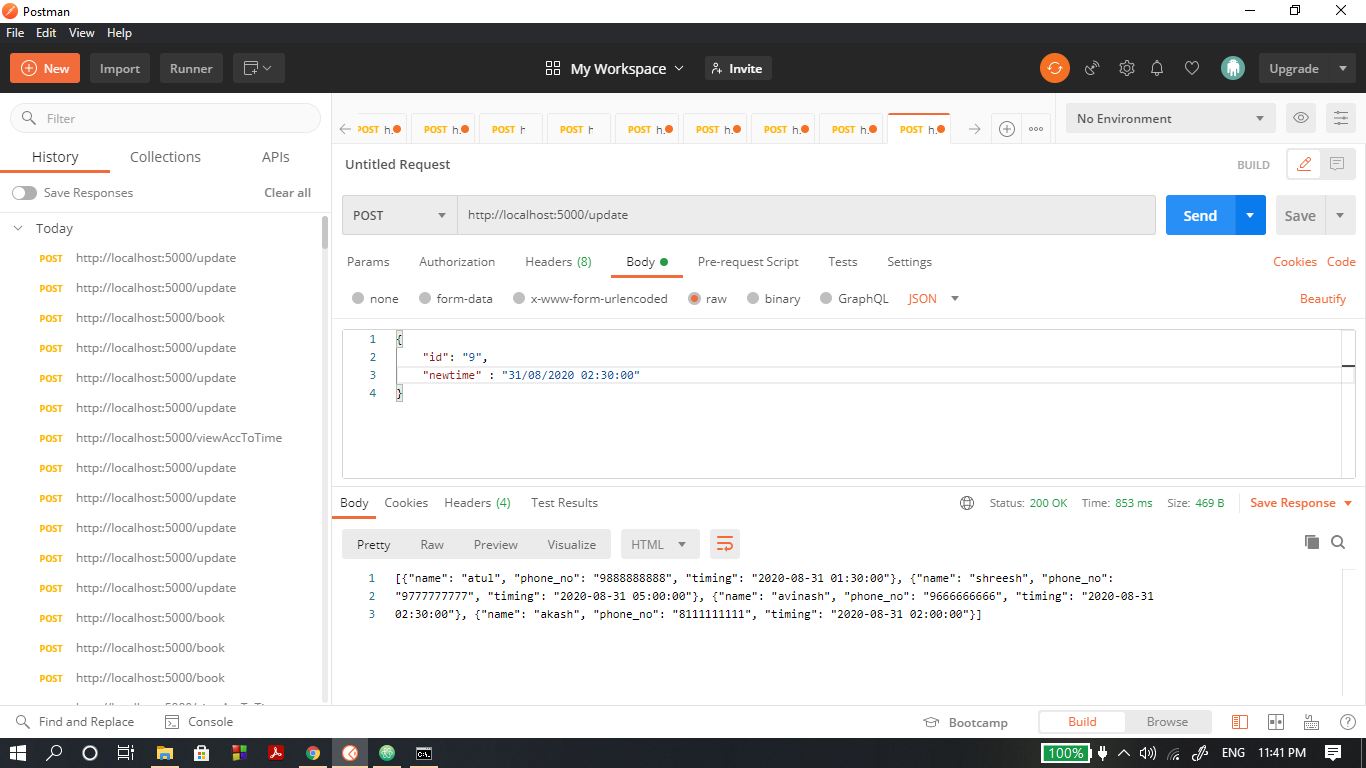 Postman
File Edit View Help
New Import Runner My Workspace Invite Upgrade
Filter
History Collections APIs
Save Responses Clear all
Today
POST http://localhost:5000/update
POST http://localhost:5000/update
POST http://localhost:5000/book
POST http://localhost:5000/update
POST http://localhost:5000/update
POST http://localhost:5000/update
POST http://localhost:5000/viewAccToTime
POST http://localhost:5000/update
POST http://localhost:5000/update
POST http://localhost:5000/update
POST http://localhost:5000/update
POST http://localhost:5000/update
POST http://localhost:5000/book
POST http://localhost:5000/book
POST http://localhost:5000/book
POST h. POST h. POST h POST h POST h. POST h. POST h. POST h. POST h.
No Environment
Untitled Request BUILD
POST http://localhost:5000/update Send Save
Params Authorization Headers (8) Body Pre-request Script Tests Settings Cookies Code
none form-data x-www-form-urlencoded raw binary GraphQL JSON Beautify
1 {
2 "id": "9",
3 "newtime" : "31/08/2020 02:30:00"
4 }
Body Cookies Headers (4) Test Results Status: 200 OK Time: 853 ms Size: 469 B Save Response
Pretty Raw Preview Visualize HTML
1 [{"name": "atul", "phone_no": "9888888888", "timing": "2020-08-31 01:30:00"}, {"name": "shreesh", "phone_no":
2 "9777777777", "timing": "2020-08-31 05:00:00"}, {"name": "avinash", "phone_no": "9666666666", "timing": "2020-08-31
3 02:30:00"}, {"name": "akash", "phone_no": "8111111111", "timing": "2020-08-31 02:00:00"}]
Find and Replace Console Bootcamp Build Browse
100% ENG 11:41 PM